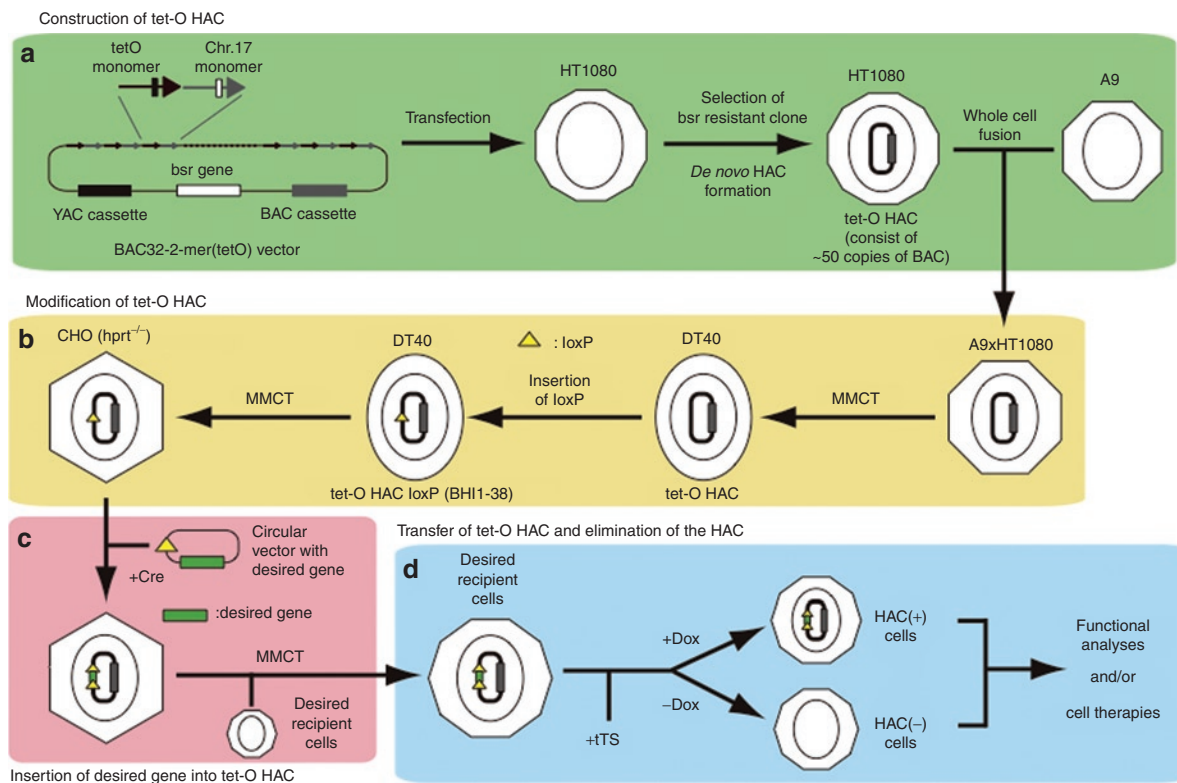 Construction of tet-O HAC
a
tetO
monomer
Chr.17
monomer
bsr gene
YAC cassette
BAC cassette
BAC32-2-mer(tetO) vector
Transfection
HT1080
Selection of
bsr resistant clone
De novo HAC
formation
HT1080
tet-O HAC
(consist of
~50 copies of BAC)
Whole cell
fusion
A9
Modification of tet-O HAC
b
CHO (hprt–/–)
MMCT
DT40
tet-O HAC loxP (BHI1-38)
: loxP
Insertion
of loxP
DT40
tet-O HAC
MMCT
A9xHT1080
c
+Cre
Circular
vector with
desired gene
:desired gene
MMCT
Desired
recipient
cells
Insertion of desired gene into tet-O HAC
Transfer of tet-O HAC and elimination of the HAC
d
Desired
recipient
cells
+tTS
+Dox
–Dox
HAC(+)
cells
HAC(–)
cells
Functional
analyses
and/or
cell therapies